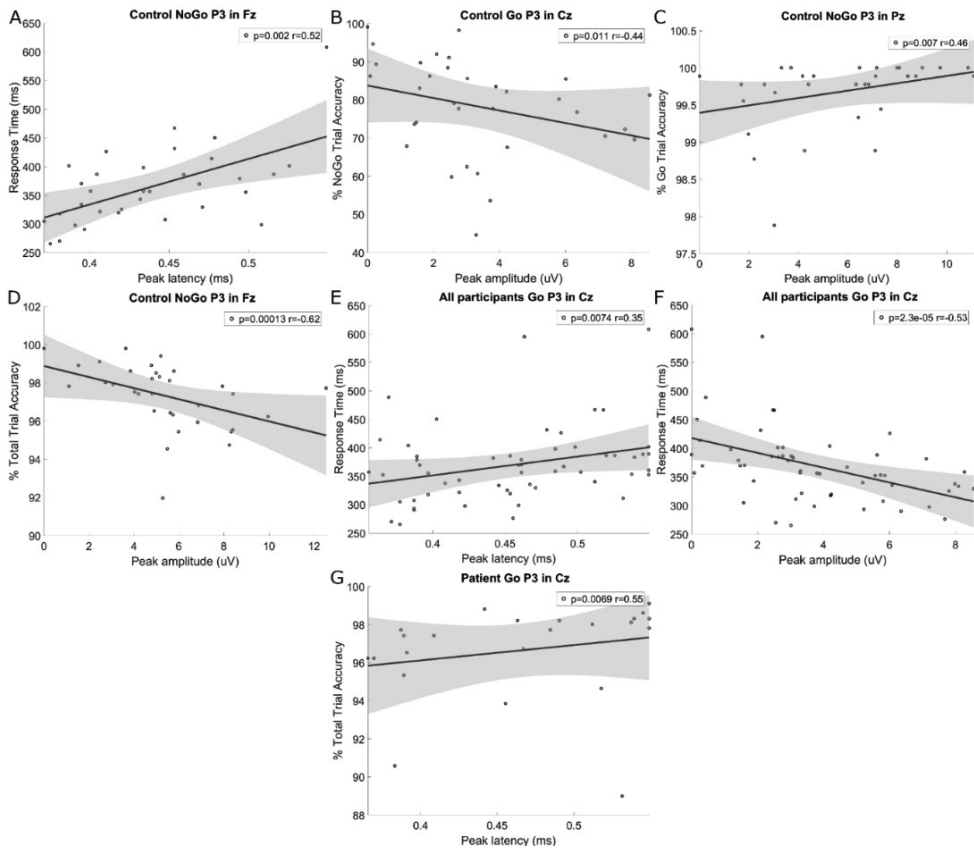 A
Control NoGo P3 in Fz
p=0.002 r=0.52
650
600
550
500
450
400
350
300
250
Response Time (ms)
0.4
0.45
0.5
Peak latency (ms)
B
Control Go P3 in Cz
p=0.011 r=-0.44
100
90
80
70
60
50
40
% NoGo Trial Accuracy
0
2
4
6
8
Peak amplitude (uV)
C
Control NoGo P3 in Pz
p=0.007 r=0.46
100.5
100
99.5
99
98.5
98
97.5
% Go Trial Accuracy
0
2
4
6
8
10
Peak amplitude (uV)
D
Control NoGo P3 in Fz
p=0.00013 r=-0.62
102
100
98
96
94
92
90
% Total Trial Accuracy
0
2
4
6
8
10
12
Peak amplitude (uV)
E
All participants Go P3 in Cz
p=0.0074 r=0.35
650
600
550
500
450
400
350
300
250
Response Time (ms)
0.4
0.45
0.5
Peak latency (ms)
F
All participants Go P3 in Cz
p=2.3e-05 r=-0.53
650
600
550
500
450
400
350
300
250
Response Time (ms)
0
2
4
6
8
Peak amplitude (uV)
G
Patient Go P3 in Cz
p=0.0069 r=0.55
100
98
96
94
92
90
88
% Total Trial Accuracy
0.4
0.45
0.5
Peak latency (ms)